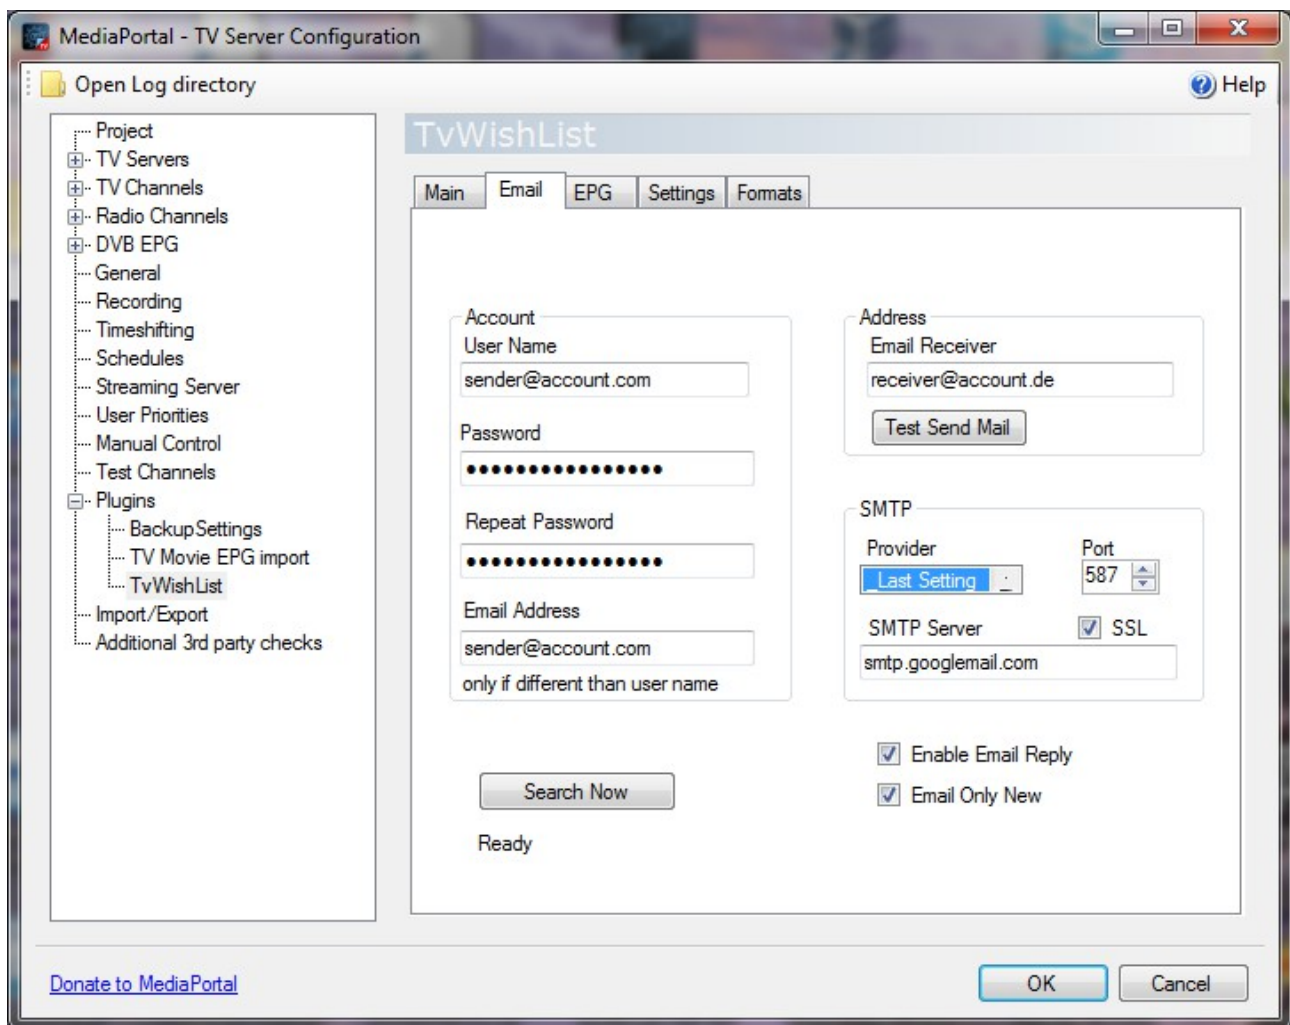 MediaPortal - TV Server Configuration
Open Log directory
Help
Project
TV Servers
TV Channels
Radio Channels
DVB EPG
General
Recording
Timeshifting
Schedules
Streaming Server
User Priorities
Manual Control
Test Channels
Plugins
BackupSettings
TV Movie EPG import
TvWishList
Import/Export
Additional 3rd party checks
TvWishList
Main Email EPG Settings Formats
Account
User Name
sender@account.com
Password
••••••••••••••••
Repeat Password
••••••••••••••••
Email Address
sender@account.com
only if different than user name
Search Now
Ready
Address
Email Receiver
receiver@account.de
Test Send Mail
SMTP
Provider Port
_Last Setting 587
SMTP Server SSL
smtp.googlemail.com
Enable Email Reply
Email Only New
Donate to MediaPortal
OK Cancel